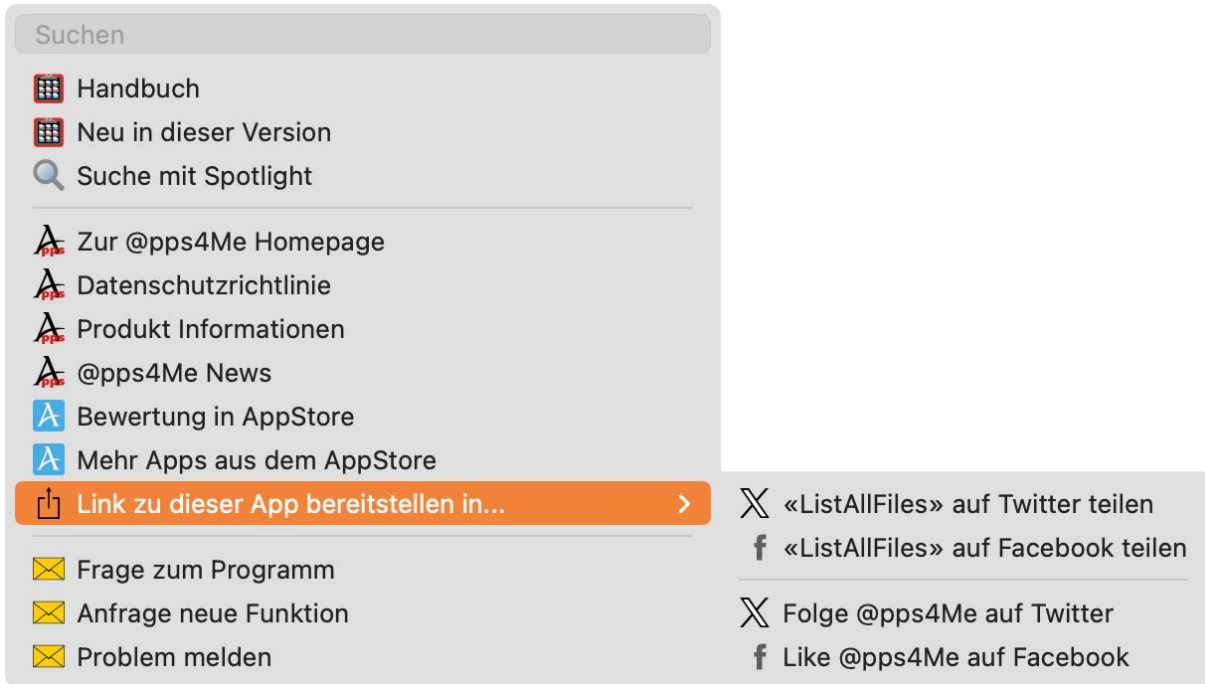 Suchen
Handbuch
Neu in dieser Version
Suche mit Spotlight
Zur @pps4Me Homepage
Datenschutzrichtlinie
Produkt Informationen
@pps4Me News
Bewertung in AppStore
Mehr Apps aus dem AppStore
Link zu dieser App bereitstellen in...
«ListAllFiles» auf Twitter teilen
«ListAllFiles» auf Facebook teilen
Folge @pps4Me auf Twitter
Like @pps4Me auf Facebook
Frage zum Programm
Anfrage neue Funktion
Problem melden